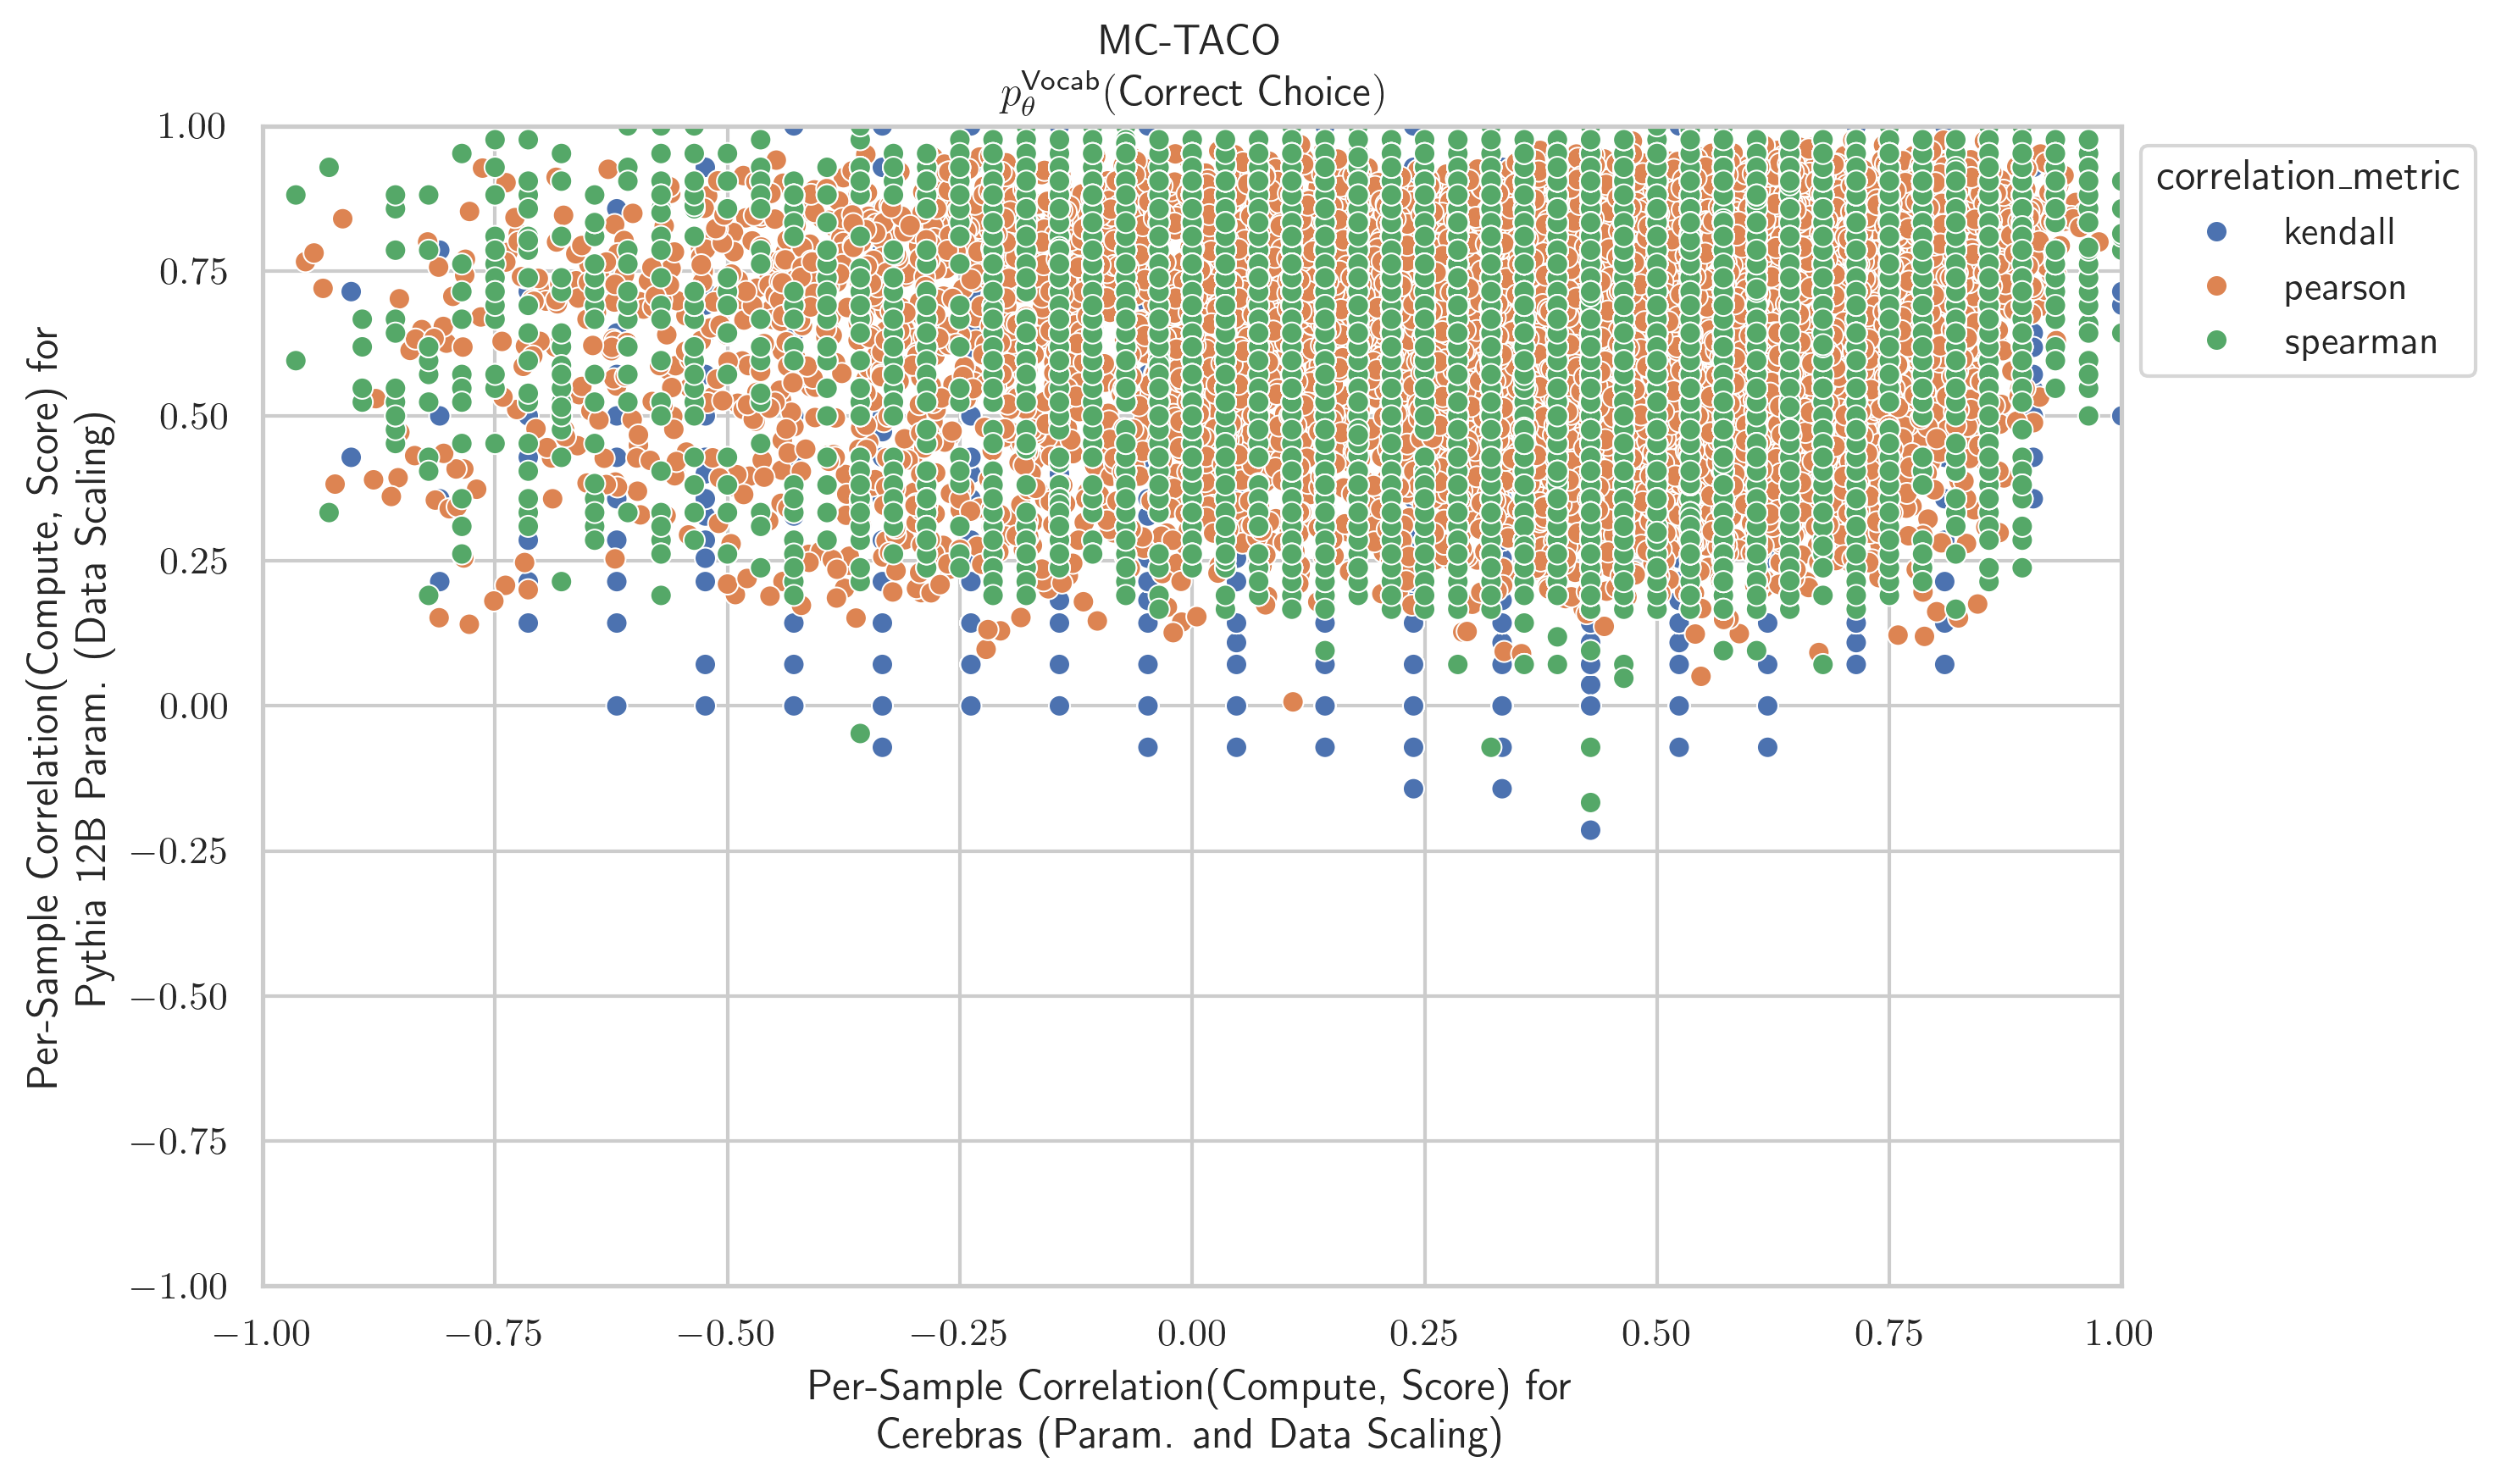 MC-TACO
p_θ^Vocab(Correct Choice)
1.00
0.75
0.50
0.25
0.00
−0.25
−0.50
−0.75
−1.00
Per-Sample Correlation(Compute, Score) for
Pythia 12B Param. (Data Scaling)
−1.00
−0.75
−0.50
−0.25
0.00
0.25
0.50
0.75
1.00
Per-Sample Correlation(Compute, Score) for
Cerebras (Param. and Data Scaling)
correlation_metric
kendall
pearson
spearman